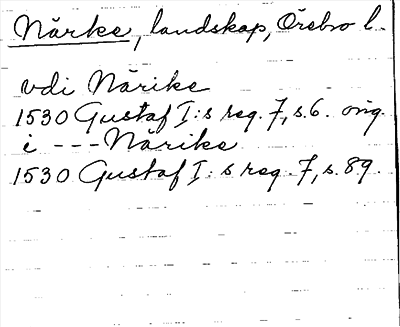 Närke, landskap, Örebro l.
vdi Närike
1530 Gustaf I:s reg. 7, s. 6. orig.
i --- Närike
1530 Gustaf I:s reg. 7, s. 89.